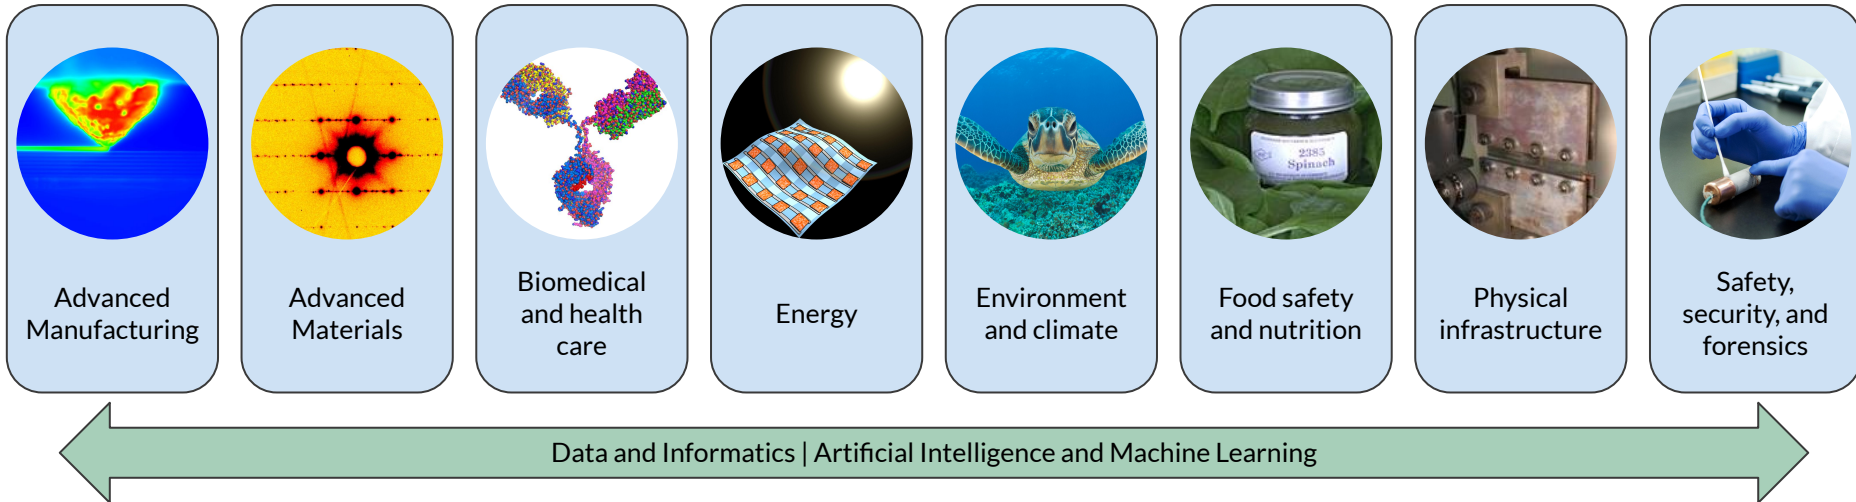 2385
Spinach
Advanced
Manufacturing
Advanced
Materials
Biomedical
and health
care
Energy
Environment
and climate
Food safety
and nutrition
Physical
infrastructure
Safety,
security, and
forensics
Data and Informatics | Artificial Intelligence and Machine Learning